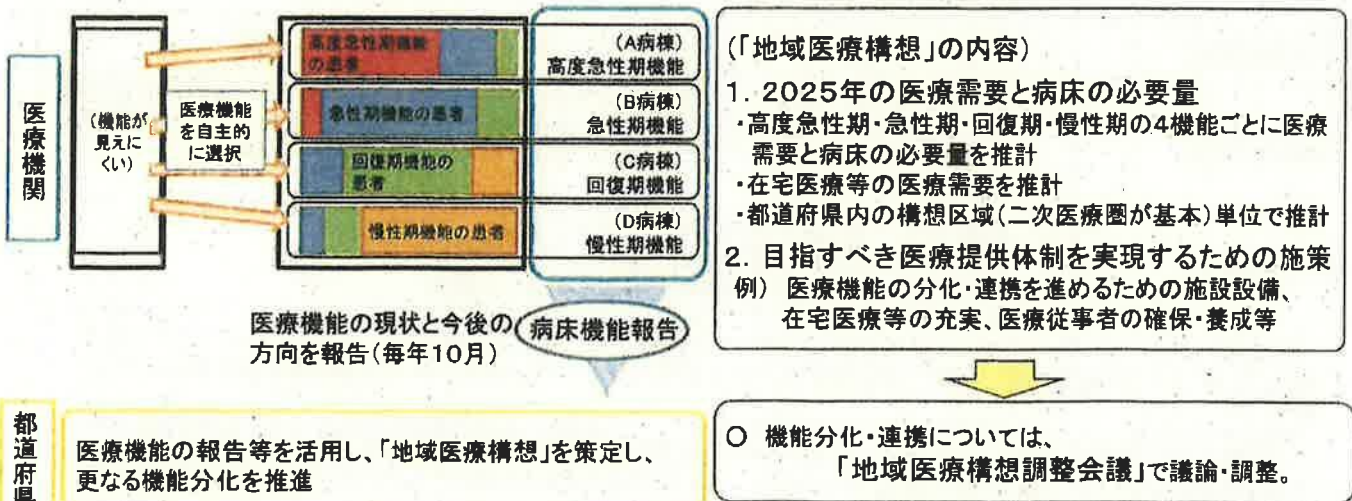 医療機関
(機能が
見えに
くい)
医療機能
を自主的
に選択
高度急性期機能
の患者
(A病棟)
高度急性期機能
急性期機能の患者
(B病棟)
急性期機能
回復期機能の
患者
(C病棟)
回復期機能
慢性期機能の患者
(D病棟)
慢性期機能
医療機能の現状と今後の
方向を報告(毎年10月)
病床機能報告
都道府県
医療機能の報告等を活用し、「地域医療構想」を策定し、
更なる機能分化を推進
(「地域医療構想」の内容)
1. 2025年の医療需要と病床の必要量
・高度急性期・急性期・回復期・慢性期の4機能ごとに医療
需要と病床の必要量を推計
・在宅医療等の医療需要を推計
・都道府県内の構想区域(二次医療圏が基本)単位で推計
2. 目指すべき医療提供体制を実現するための施策
例) 医療機能の分化・連携を進めるための施設設備、
在宅医療等の充実、医療従事者の確保・養成等
○ 機能分化・連携については、
「地域医療構想調整会議」で議論・調整。